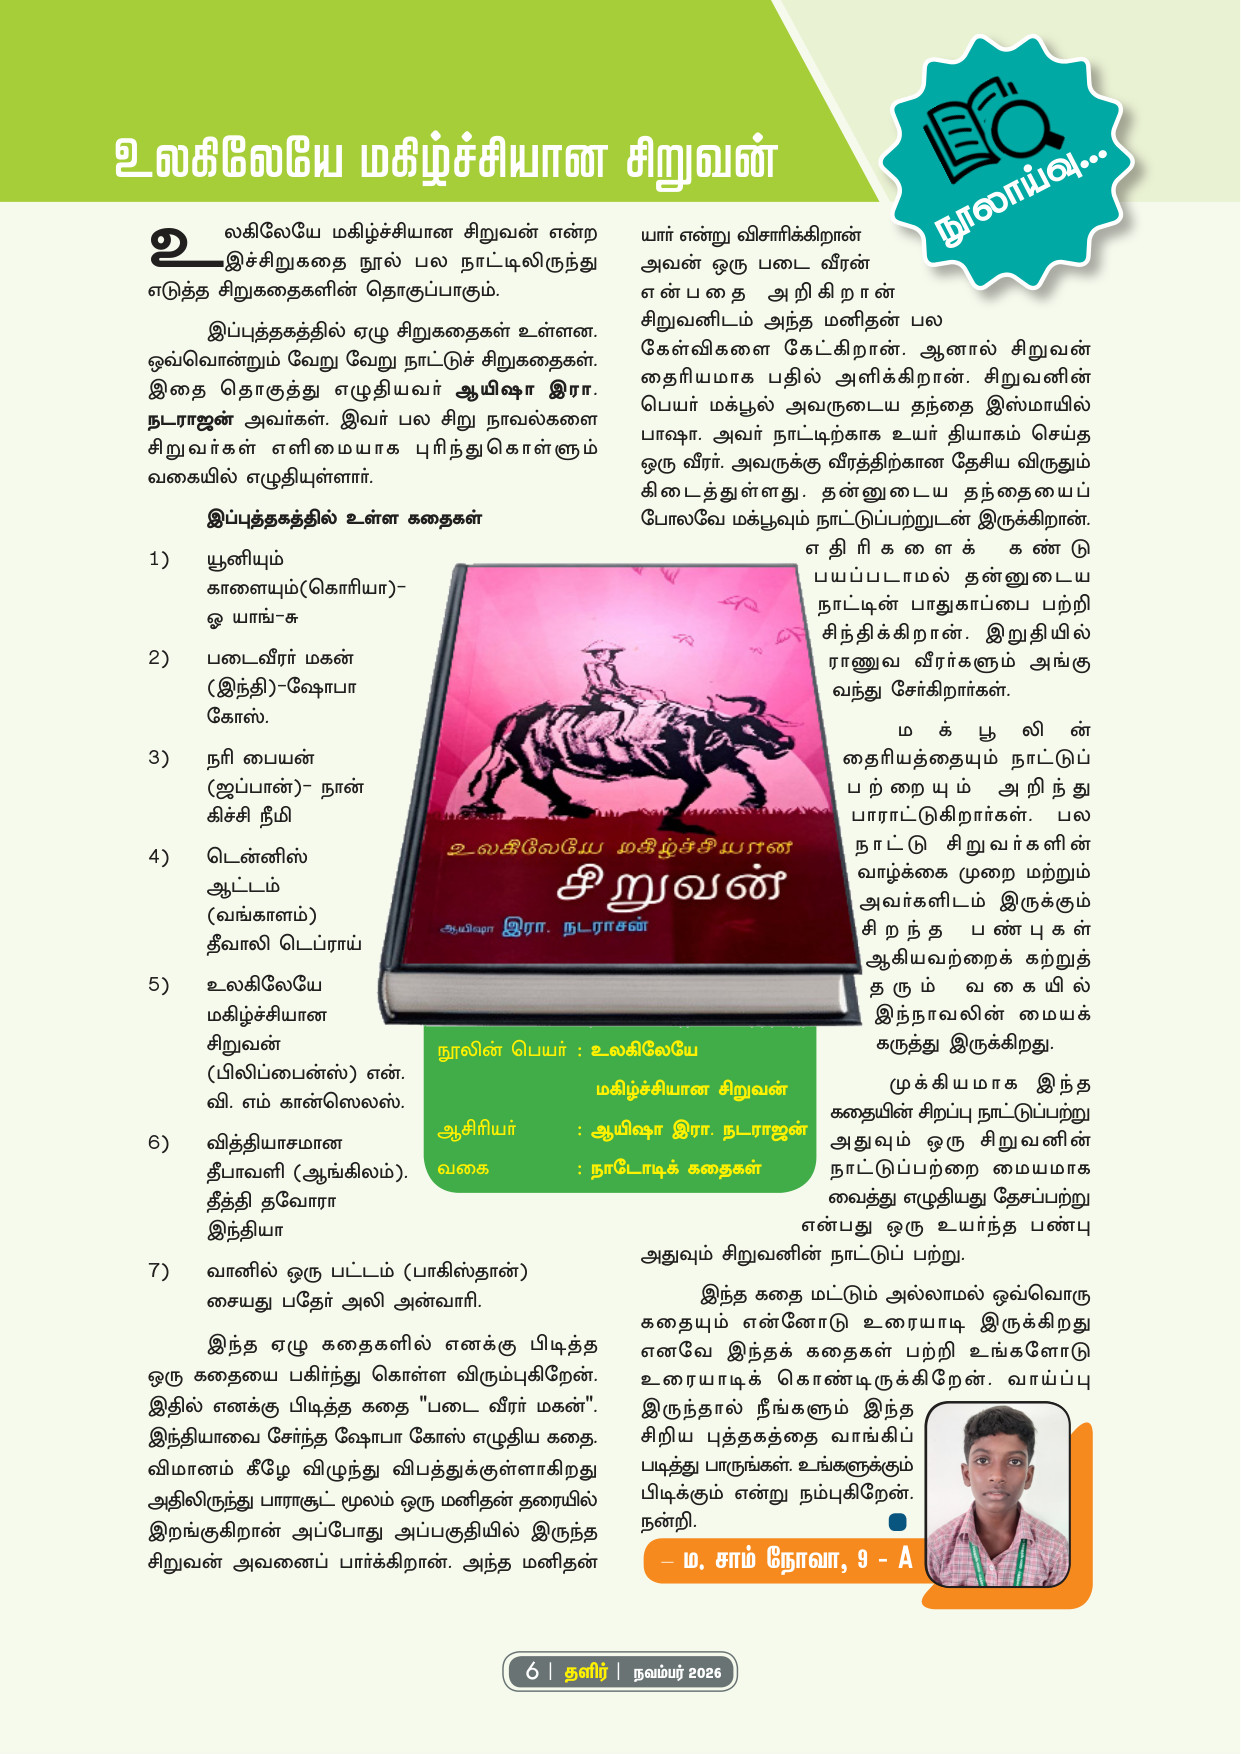 உலகிலேயே மகிழ்ச்சியான சிறுவன்
நூலாய்வு...
உலகிலேயே மகிழ்ச்சியான சிறுவன் என்ற
இச்சிறுகதை நூல் பல நாட்டிலிருந்து
எடுத்த சிறுகதைகளின் தொகுப்பாகும்.
இப்புத்தகத்தில் ஏழு சிறுகதைகள் உள்ளன.
ஒவ்வொன்றும் வேறு வேறு நாட்டுச் சிறுகதைகள்.
இதை தொகுத்து எழுதியவர் ஆயிஷா இரா.
நடராஜன் அவர்கள். இவர் பல சிறு நாவல்களை
சிறுவர்கள் எளிமையாக புரிந்துகொள்ளும்
வகையில் எழுதியுள்ளார்.
இப்புத்தகத்தில் உள்ள கதைகள்
1) யூனியும்
காளையும்(கொரியா)-
ஓ யாங்-சு
2) படைவீரர் மகன்
(இந்தி)-ஷோபா
கோஸ்.
3) நரி பையன்
(ஜப்பான்)- நான்
கிச்சி நீமி
4) டென்னிஸ்
ஆட்டம்
(வங்காளம்)
தீவாலி டெப்ராய்
5) உலகிலேயே
மகிழ்ச்சியான
சிறுவன்
(பிலிப்பைன்ஸ்) என்.
வி. எம் கான்ஸெலஸ்.
6) வித்தியாசமான
தீபாவளி (ஆங்கிலம்).
தீத்தி தவோரா
இந்தியா
7) வானில் ஒரு பட்டம் (பாகிஸ்தான்)
சையது பதேர் அலி அன்வாரி.
இந்த ஏழு கதைகளில் எனக்கு பிடித்த
ஒரு கதையை பகிர்ந்து கொள்ள விரும்புகிறேன்.
இதில் எனக்கு பிடித்த கதை "படை வீரர் மகன்".
இந்தியாவை சேர்ந்த ஷோபா கோஸ் எழுதிய கதை.
விமானம் கீழே விழுந்து விபத்துக்குள்ளாகிறது
அதிலிருந்து பாராசூட் மூலம் ஒரு மனிதன் தரையில்
இறங்குகிறான் அப்போது அப்பகுதியில் இருந்த
சிறுவன் அவனைப் பார்க்கிறான். அந்த மனிதன்
உலகிலேயே மகிழ்ச்சியான
சிறுவன்
ஆயிஷா இரா. நடராசன்
நூலின் பெயர் : உலகிலேயே
மகிழ்ச்சியான சிறுவன்
ஆசிரியர் : ஆயிஷா இரா. நடராஜன்
வகை : நாடோடிக் கதைகள்
யார் என்று விசாரிக்கிறான்
அவன் ஒரு படை வீரன்
என்பதை அறிகிறான்
சிறுவனிடம் அந்த மனிதன் பல
கேள்விகளை கேட்கிறான். ஆனால் சிறுவன்
தைரியமாக பதில் அளிக்கிறான். சிறுவனின்
பெயர் மக்பூல் அவருடைய தந்தை இஸ்மாயில்
பாஷா. அவர் நாட்டிற்காக உயர் தியாகம் செய்த
ஒரு வீரர். அவருக்கு வீரத்திற்கான தேசிய விருதும்
கிடைத்துள்ளது. தன்னுடைய தந்தையைப்
போலவே மக்பூவும் நாட்டுப்பற்றுடன் இருக்கிறான்.
எதிரிகளைக் கண்டு
பயப்படாமல் தன்னுடைய
நாட்டின் பாதுகாப்பை பற்றி
சிந்திக்கிறான். இறுதியில்
ராணுவ வீரர்களும் அங்கு
வந்து சேர்கிறார்கள்.
மக்பூலின்
தைரியத்தையும் நாட்டுப்
பற்றையும் அறிந்து
பாராட்டுகிறார்கள். பல
நாட்டு சிறுவர்களின்
வாழ்க்கை முறை மற்றும்
அவர்களிடம் இருக்கும்
சிறந்த பண்புகள்
ஆகியவற்றைக் கற்றுத்
தரும் வகையில்
இந்நாவலின் மையக்
கருத்து இருக்கிறது.
முக்கியமாக இந்த
கதையின் சிறப்பு நாட்டுப்பற்று
அதுவும் ஒரு சிறுவனின்
நாட்டுப்பற்றை மையமாக
வைத்து எழுதியது தேசப்பற்று
என்பது ஒரு உயர்ந்த பண்பு
அதுவும் சிறுவனின் நாட்டுப் பற்று.
இந்த கதை மட்டும் அல்லாமல் ஒவ்வொரு
கதையும் என்னோடு உரையாடி இருக்கிறது
எனவே இந்தக் கதைகள் பற்றி உங்களோடு
உரையாடிக் கொண்டிருக்கிறேன். வாய்ப்பு
இருந்தால் நீங்களும் இந்த
சிறிய புத்தகத்தை வாங்கிப்
படித்து பாருங்கள். உங்களுக்கும்
பிடிக்கும் என்று நம்புகிறேன்.
நன்றி.
– ம. சாம் நோவா, 9 - A
6 | தளிர் | நவம்பர் 2026